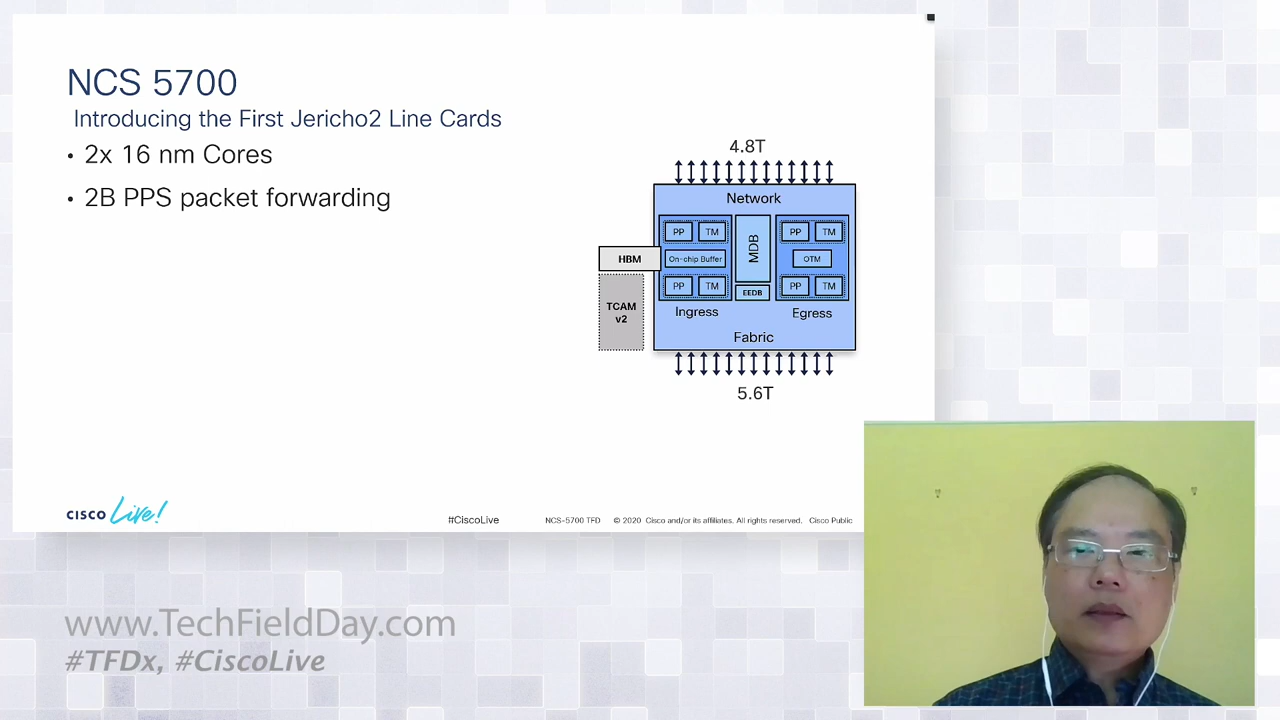 NCS 5700
Introducing the First Jericho2 Line Cards
• 2x 16 nm Cores
• 2B PPS packet forwarding
4.8T
Network
PP TM
MDB
PP TM
HBM
On-chip Buffer
OTM
PP TM
EEDB
PP TM
TCAM
v2
Ingress
Egress
Fabric
5.6T
CISCO Live!
#CiscoLive
NCS-5700 TFD
© 2020 Cisco and/or its affiliates. All rights reserved. Cisco Public
www.TechFieldDay.com
#TFDx, #CiscoLive